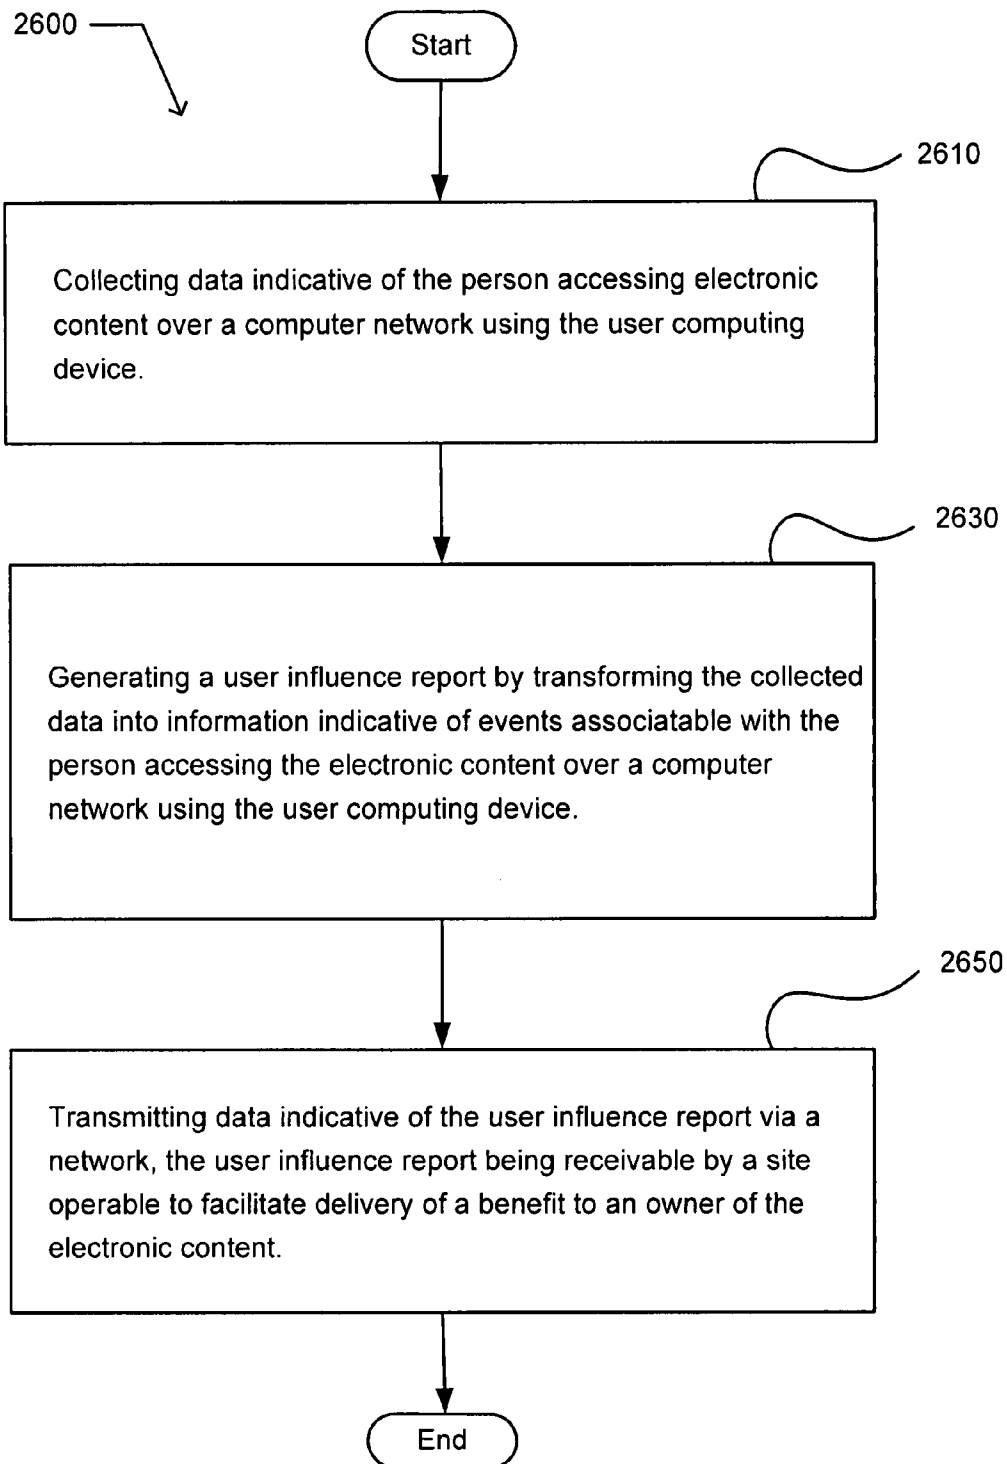 2600
Start
2610
Collecting data indicative of the person accessing electronic
content over a computer network using the user computing
device.
2630
Generating a user influence report by transforming the collected
data into information indicative of events associatable with the
person accessing the electronic content over a computer
network using the user computing device.
2650
Transmitting data indicative of the user influence report via a
network, the user influence report being receivable by a site
operable to facilitate delivery of a benefit to an owner of the
electronic content.
End